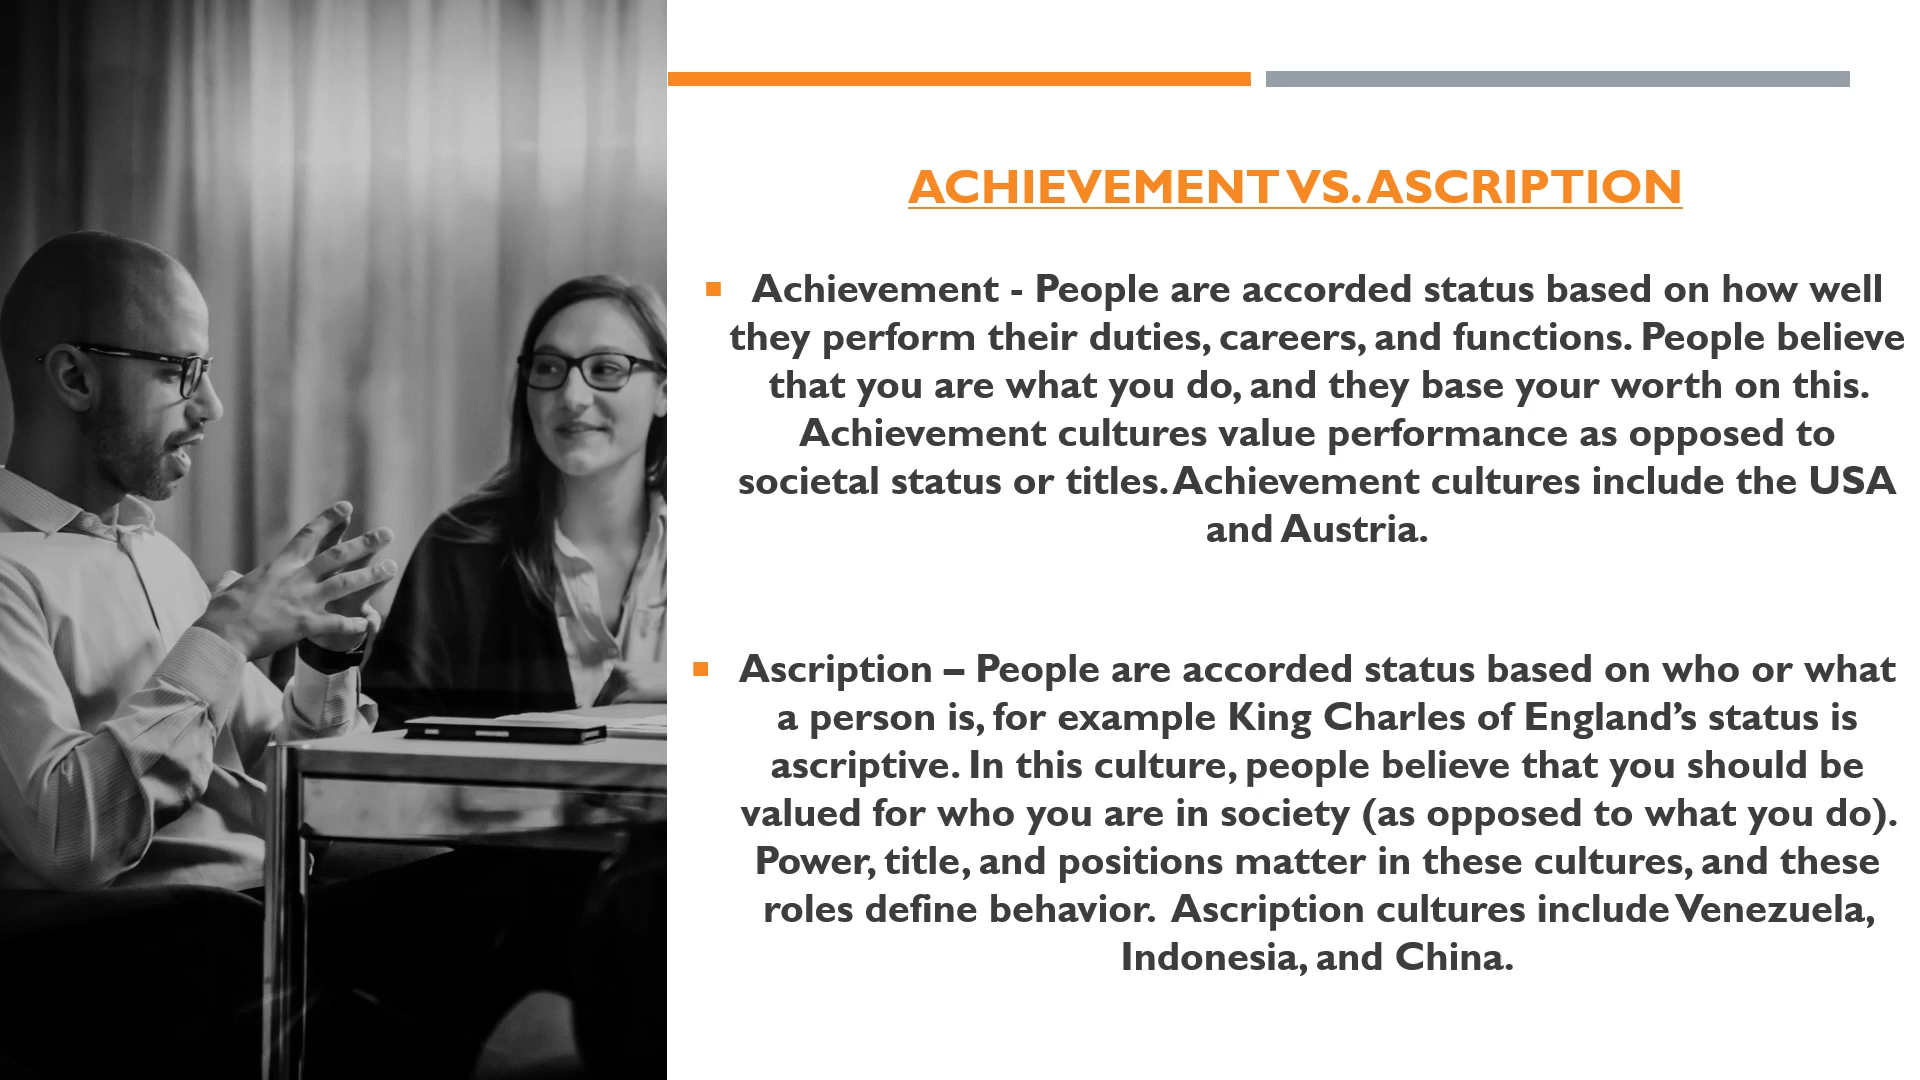 ACHIEVEMENT VS. ASCRIPTION
Achievement - People are accorded status based on how well
they perform their duties, careers, and functions. People believe
that you are what you do, and they base your worth on this.
Achievement cultures value performance as opposed to
societal status or titles. Achievement cultures include the USA
and Austria.
Ascription – People are accorded status based on who or what
a person is, for example King Charles of England’s status is
ascriptive. In this culture, people believe that you should be
valued for who you are in society (as opposed to what you do).
Power, title, and positions matter in these cultures, and these
roles define behavior.  Ascription cultures include Venezuela,
Indonesia, and China.